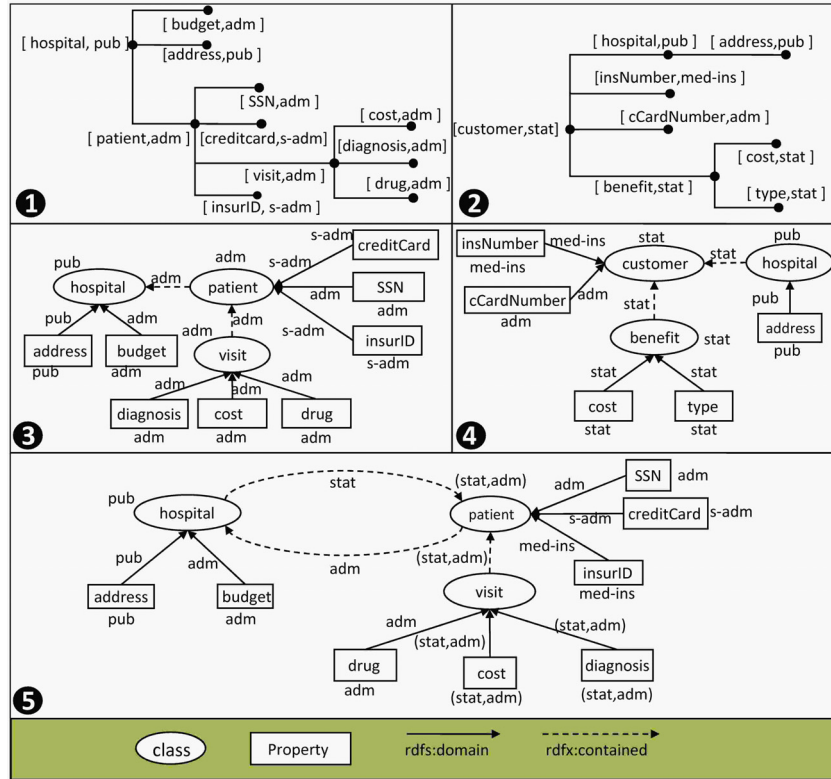 [ budget,adm ]
[ hospital, pub ]
[address,pub]
[ SSN,adm ]
[ patient,adm ]
[creditcard,s-adm]
[ cost,adm ]
[diagnosis,adm]
[ visit,adm ]
[ drug,adm ]
[ insurID, s-adm ]
1
[ hospital,pub ]
[ address,pub ]
[insNumber,med-ins ]
[customer,stat]
[ cCardNumber,adm ]
[ cost,stat ]
[ benefit,stat ]
[ type,stat ]
2
pub
hospital
adm
adm
patient
s-adm
creditCard
s-adm
adm
SSN
adm
s-adm
insurID
s-adm
pub
adm
address
pub
budget
adm
adm
adm
visit
adm
adm
adm
diagnosis
adm
cost
adm
drug
adm
3
insNumber
med-ins
med-ins
stat
customer
stat
pub
hospital
cCardNumber
adm
adm
stat
pub
address
pub
benefit
stat
stat
stat
cost
stat
type
stat
4
pub
hospital
stat
(stat,adm)
patient
adm
adm
SSN
adm
s-adm
creditCard
s-adm
med-ins
insurID
med-ins
pub
adm
address
pub
budget
adm
(stat,adm)
visit
adm
(stat,adm)
(stat,adm)
drug
adm
cost
(stat,adm)
diagnosis
(stat,adm)
5
class
Property
rdfs:domain
rdfx:contained